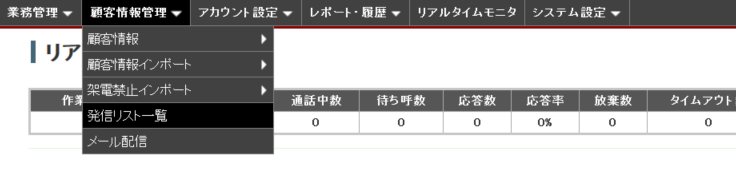 業務管理 顧客情報管理 アカウント設定 レポート・履歴 リアルタイムモニタ システム設定
顧客情報
リア
顧客情報インポート
架電禁止インポート
作業 通話中数 待ち呼数 応答数 応答率 放棄数 タイムアウト
発信リスト一覧
0 0 0 0% 0 0
メール配信